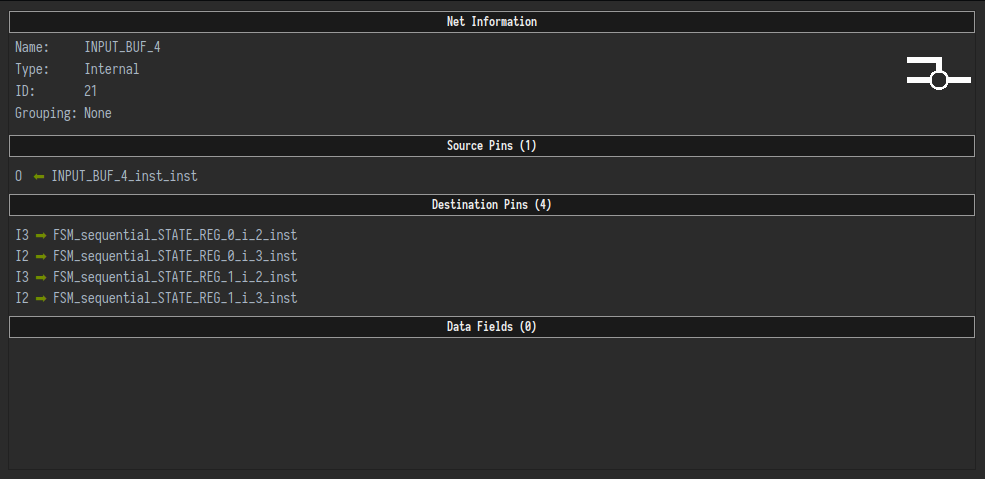 Net Information
Name: INPUT_BUF_4
Type: Internal
ID: 21
Grouping: None
Source Pins (1)
O ← INPUT_BUF_4_inst_inst
Destination Pins (4)
I3 → FSM_sequential_STATE_REG_0_i_2_inst
I2 → FSM_sequential_STATE_REG_0_i_3_inst
I3 → FSM_sequential_STATE_REG_1_i_2_inst
I2 → FSM_sequential_STATE_REG_1_i_3_inst
Data Fields (0)